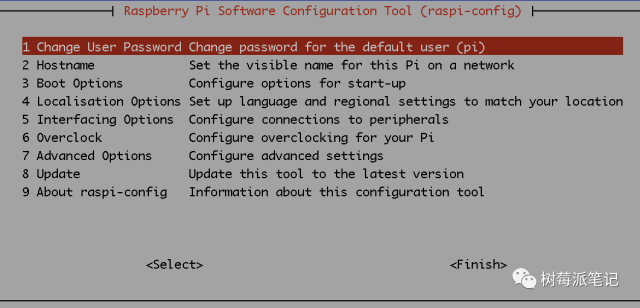 Raspberry Pi Software Configuration Tool (raspi-config)
1 Change User Password Change password for the default user (pi)
2 Hostname Set the visible name for this Pi on a network
3 Boot Options Configure options for start-up
4 Localisation Options Set up language and regional settings to match your location
5 Interfacing Options Configure connections to peripherals
6 Overclock Configure overclocking for your Pi
7 Advanced Options Configure advanced settings
8 Update Update this tool to the latest version
9 About raspi-config Information about this configuration tool
<Select> <Finish>
树莓派笔记